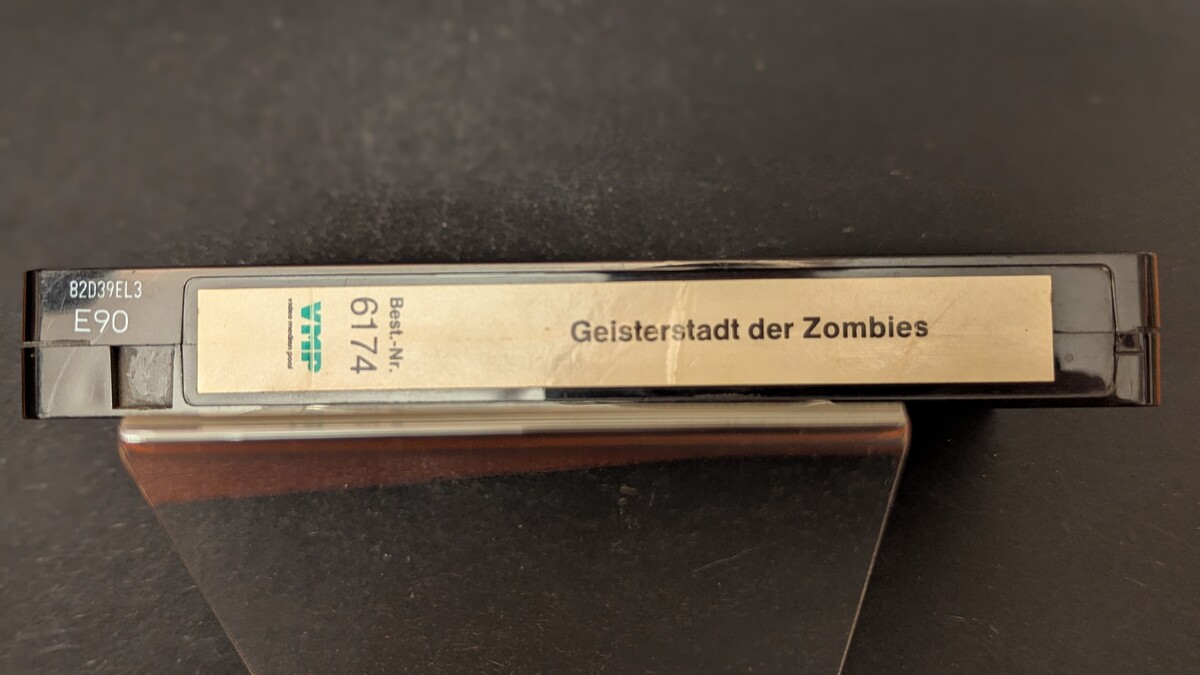 82D39EL3
E90
VMP
video medien pool
Best.-Nr.
6174
Geisterstadt der Zombies